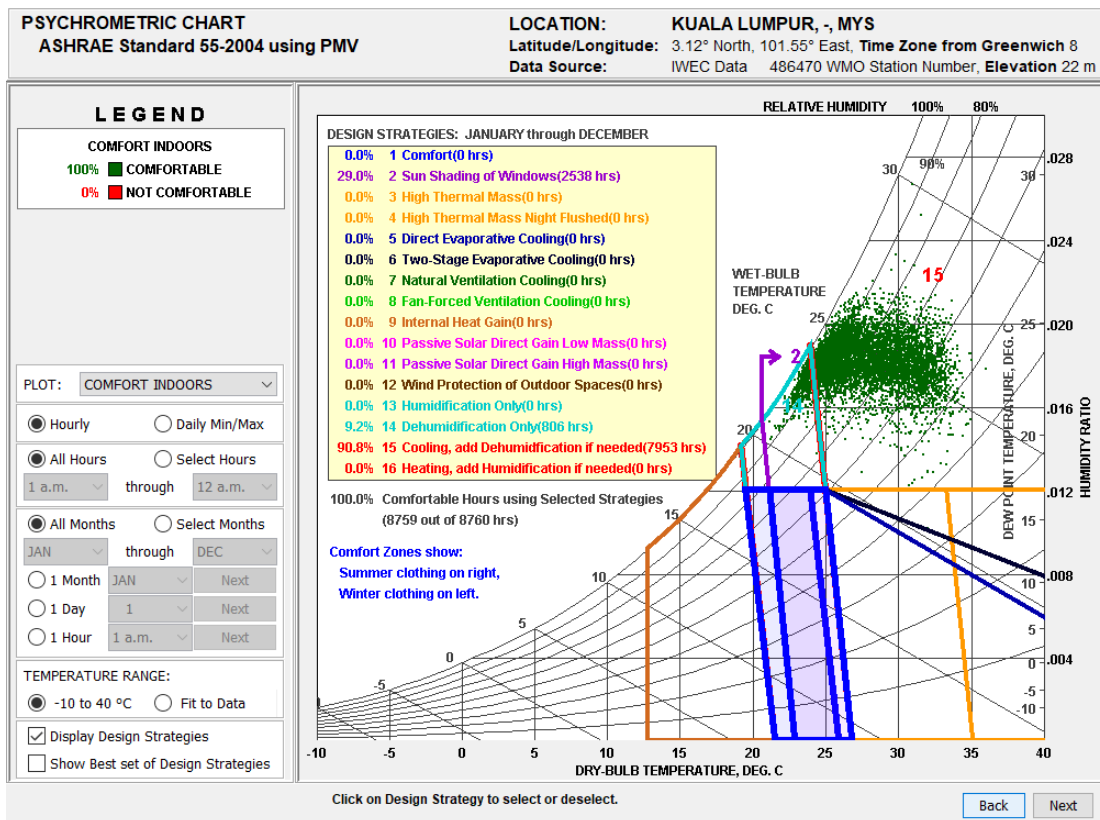 PSYCHROMETRIC CHART
ASHRAE Standard 55-2004 using PMV
LOCATION: KUALA LUMPUR, -, MYS
Latitude/Longitude: 3.12° North, 101.55° East, Time Zone from Greenwich 8
Data Source: IWEC Data 486470 WMO Station Number, Elevation 22 m
LEGEND
COMFORT INDOORS
100% COMFORTABLE
0% NOT COMFORTABLE
PLOT: COMFORT INDOORS
Hourly Daily Min/Max
All Hours Select Hours
1 a.m. through 12 a.m.
All Months Select Months
JAN through DEC
1 Month JAN Next
1 Day 1 Next
1 Hour 1 a.m. Next
TEMPERATURE RANGE:
-10 to 40 ºC Fit to Data
Display Design Strategies
Show Best set of Design Strategies
RELATIVE HUMIDITY 100% 80%
90%
DESIGN STRATEGIES: JANUARY through DECEMBER
0.0% 1 Comfort(0 hrs)
29.0% 2 Sun Shading of Windows(2538 hrs)
0.0% 3 High Thermal Mass(0 hrs)
0.0% 4 High Thermal Mass Night Flushed(0 hrs)
0.0% 5 Direct Evaporative Cooling(0 hrs)
0.0% 6 Two-Stage Evaporative Cooling(0 hrs)
0.0% 7 Natural Ventilation Cooling(0 hrs)
0.0% 8 Fan-Forced Ventilation Cooling(0 hrs)
0.0% 9 Internal Heat Gain(0 hrs)
0.0% 10 Passive Solar Direct Gain Low Mass(0 hrs)
0.0% 11 Passive Solar Direct Gain High Mass(0 hrs)
0.0% 12 Wind Protection of Outdoor Spaces(0 hrs)
0.0% 13 Humidification Only(0 hrs)
9.2% 14 Dehumidification Only(806 hrs)
90.8% 15 Cooling, add Dehumidfication if needed(7953 hrs)
0.0% 16 Heating, add Humidification if needed(0 hrs)
100.0% Comfortable Hours using Selected Strategies
(8759 out of 8760 hrs)
Comfort Zones show:
Summer clothing on right,
Winter clothing on left.
WET-BULB
TEMPERATURE
DEG. C
-5
0
5
10
15
20
25
30
2
14
15
30
25
20
15
10
5
0
-5
-10
DEW POINT TEMPERATURE, DEG. C
.028
.024
.020
.016
.012
.008
.004
HUMIDITY RATIO
-10 -5 0 5 10 15 20 25 30 35 40
DRY-BULB TEMPERATURE, DEG. C
Click on Design Strategy to select or deselect.
Back Next